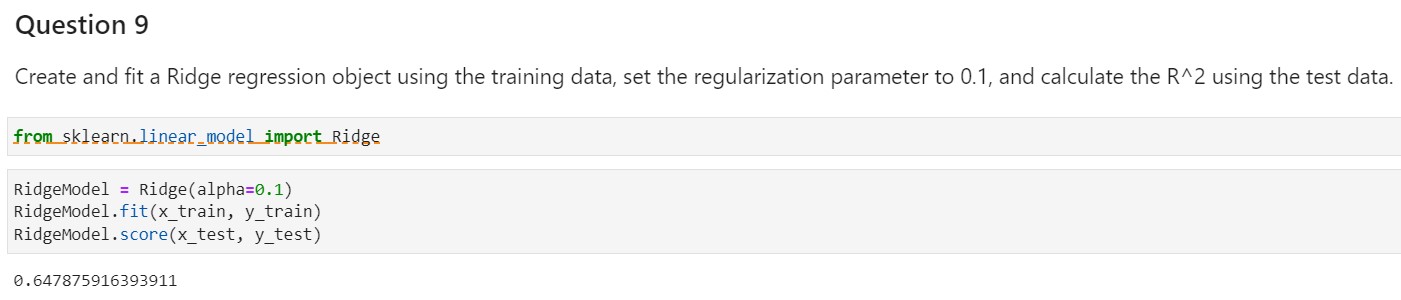 Question 9
Create and fit a Ridge regression object using the training data, set the regularization parameter to 0.1, and calculate the R^2 using the test data.
from sklearn.linear_model import Ridge
RidgeModel = Ridge(alpha=0.1)
RidgeModel.fit(x_train, y_train)
RidgeModel.score(x_test, y_test)
0.647875916393911